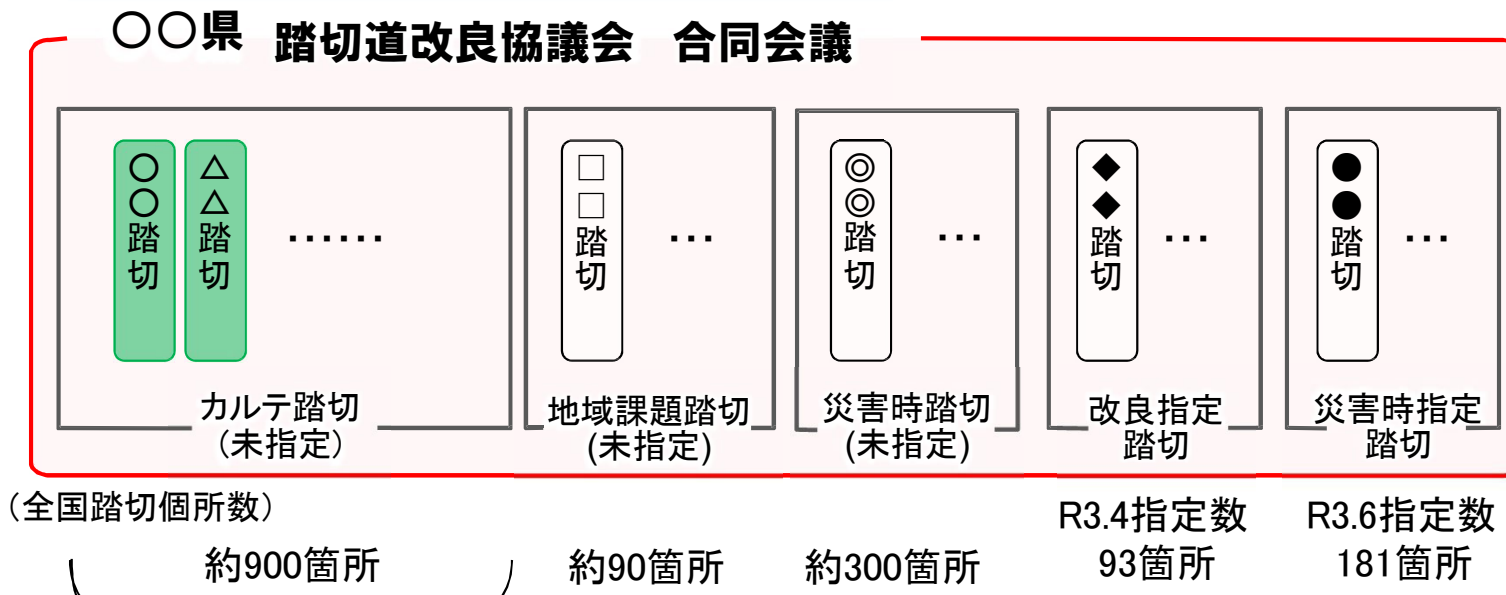 〇〇県 踏切道改良協議会 合同会議
〇〇踏切
△△踏切
……
□□踏切
…
◎◎踏切
…
◆◆踏切
…
●●踏切
…
カルテ踏切
（未指定）
地域課題踏切
(未指定)
災害時踏切
(未指定)
改良指定
踏切
災害時指定
踏切
（全国踏切個所数）
約900箇所
約90箇所
約300箇所
R3.4指定数
93箇所
R3.6指定数
181箇所